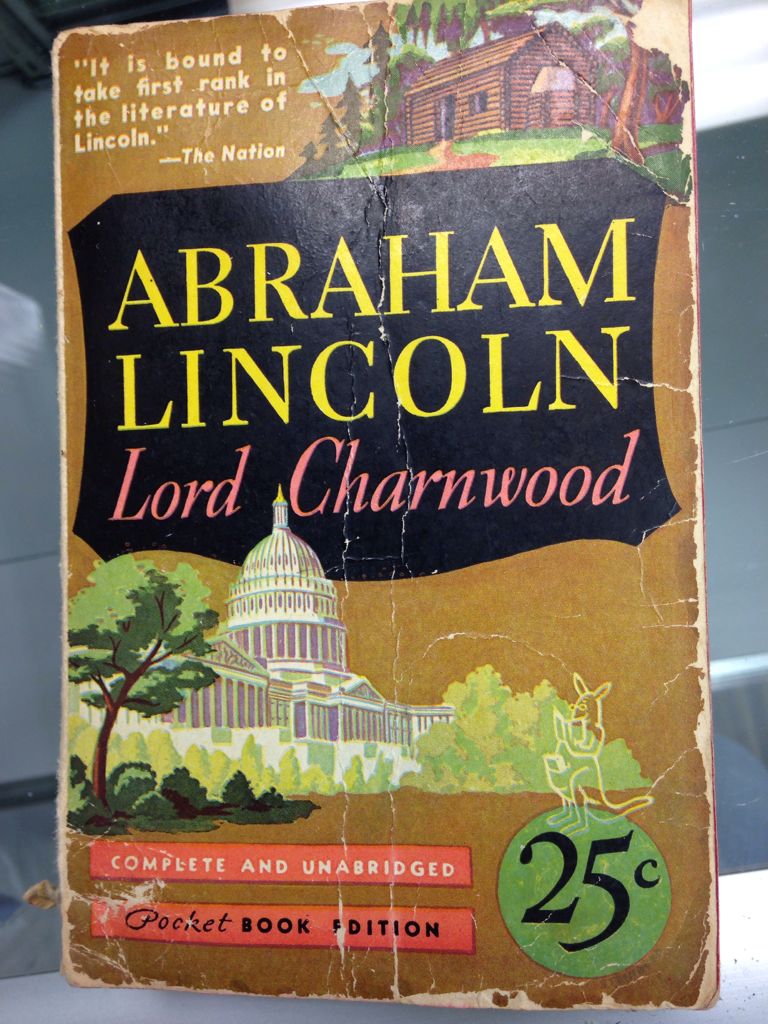 "It is bound to
take first rank in
the literature of
Lincoln."
—The Nation
ABRAHAM
LINCOLN
Lord Charnwood
COMPLETE AND UNABRIDGED
Pocket BOOK EDITION
25c